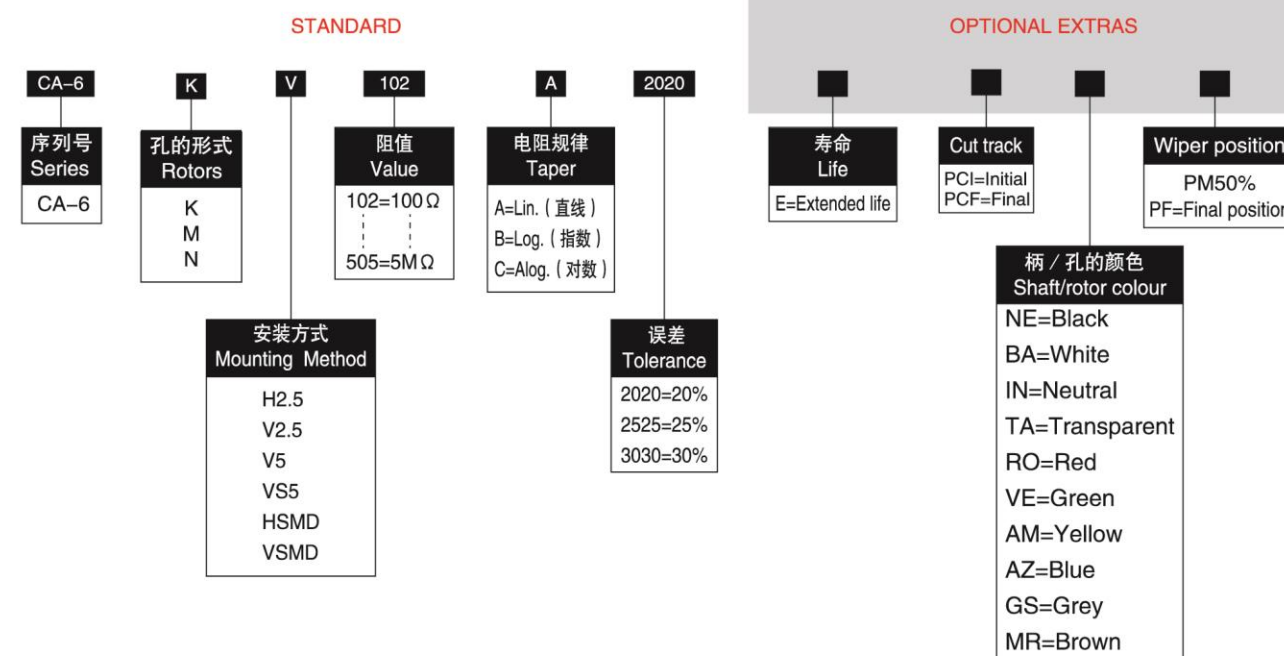 STANDARD
OPTIONAL EXTRAS
CA-6
K
V
102
A
2020
序列号
Series
CA-6
孔的形式
Rotors
K
M
N
安装方式
Mounting Method
H2.5
V2.5
V5
VS5
HSMD
VSMD
阻值
Value
102=100Ω
505=5MΩ
电阻规律
Taper
A=Lin.(直线)
B=Log.(指数)
C=Alog.(对数)
误差
Tolerance
2020=20%
2525=25%
3030=30%
寿命
Life
E=Extended life
Cut track
PCI=Initial
PCF=Final
柄/孔的颜色
Shaft/rotor colour
NE=Black
BA=White
IN=Neutral
TA=Transparent
RO=Red
VE=Green
AM=Yellow
AZ=Blue
GS=Grey
MR=Brown
Wiper position
PM50%
PF=Final position